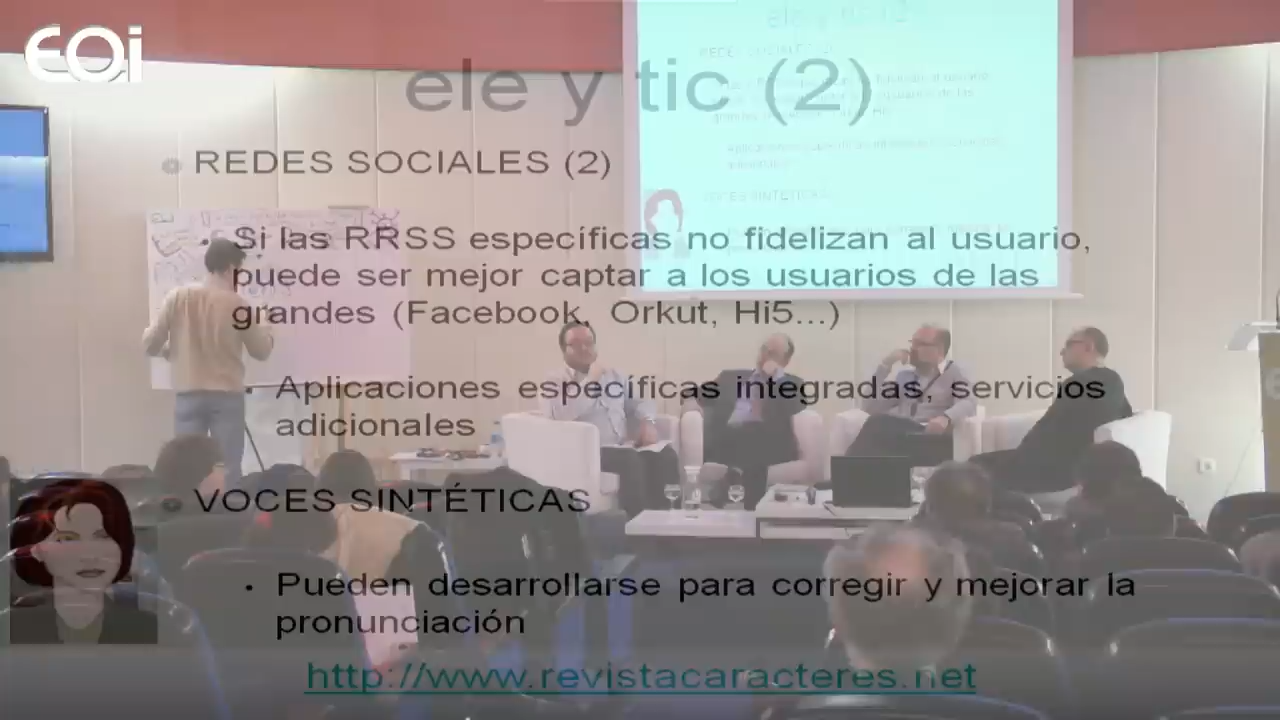 EOi
ele y tic (2)
REDES SOCIALES (2)
Si las RRSS específicas no fidelizan al usuario,
puede ser mejor captar a los usuarios de las
grandes (Facebook, Orkut, Hi5...)
Aplicaciones específicas integradas, servicios
adicionales
VOCES SINTÉTICAS
• Pueden desarrollarse para corregir y mejorar la
pronunciación
http://www.revistacaracteres.net